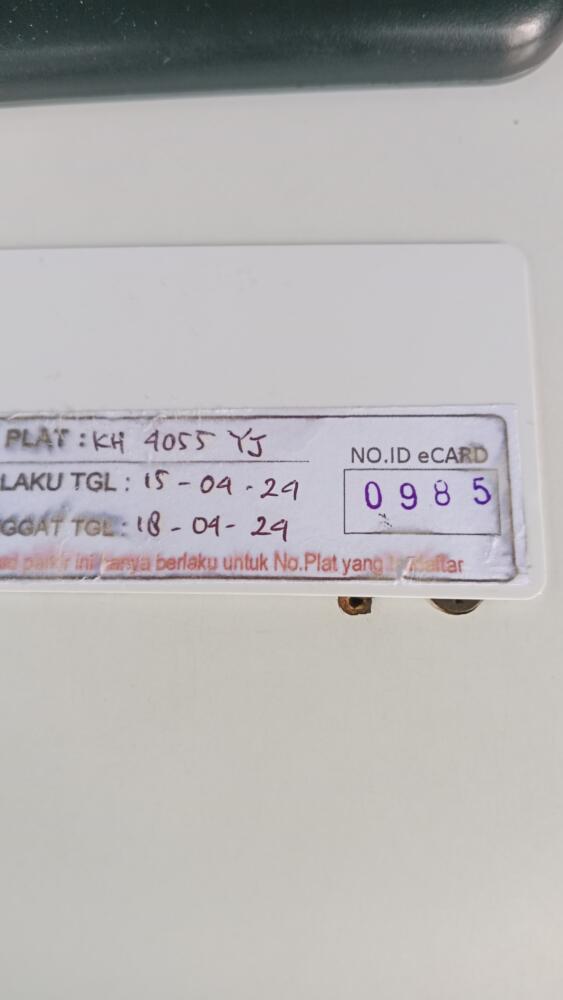 PLAT : KH 4055 YJ
LAKU TGL : 15 - 04 - 24
GGAT TGL : 18 - 04 - 24
NO.ID eCARD
0985
parkir ini hanya berlaku untuk No.Plat yang